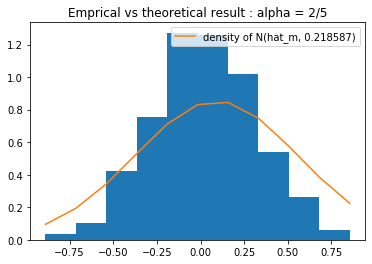 Emprical vs theoretical result : alpha = 2/5
density of N(hat_m, 0.218587)
1.2
1.0
0.8
0.6
0.4
0.2
0.0
−0.75 −0.50 −0.25 0.00 0.25 0.50 0.75